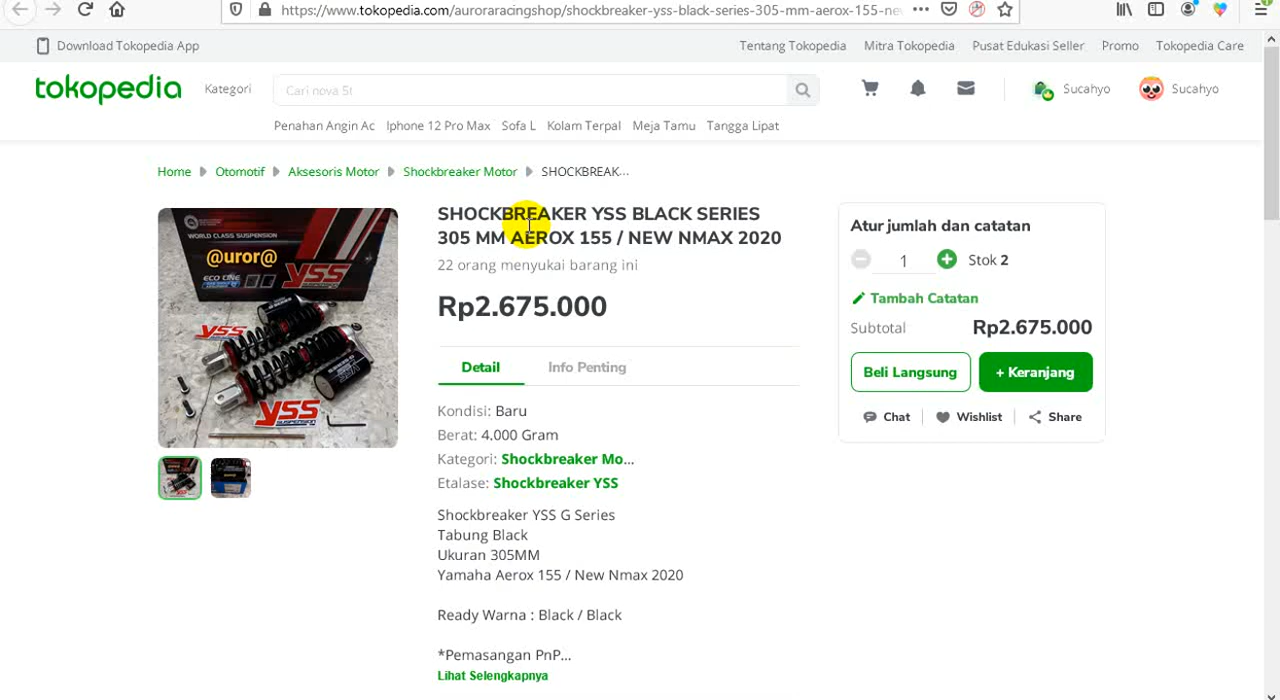 https://www.tokopedia.com/auroraracingshop/shockbreaker-yss-black-series-305-mm-aerox-155-ne
Download Tokopedia App
Tentang Tokopedia Mitra Tokopedia Pusat Edukasi Seller Promo Tokopedia Care
tokopedia Kategori Cari nova 5t Sucahyo Sucahyo
Penahan Angin Ac Iphone 12 Pro Max Sofa L Kolam Terpal Meja Tamu Tangga Lipat
Home Otomotif Aksesoris Motor Shockbreaker Motor SHOCKBREAK...
WORLD CLASS SUSPENSION
@uror@
ECO LINE
YSS
YSS
YSS
SUSPENSION
SHOCKBREAKER YSS BLACK SERIES
305 MM AEROX 155 / NEW NMAX 2020
22 orang menyukai barang ini
Rp2.675.000
Detail Info Penting
Kondisi: Baru
Berat: 4.000 Gram
Kategori: Shockbreaker Mo...
Etalase: Shockbreaker YSS
Shockbreaker YSS G Series
Tabung Black
Ukuran 305MM
Yamaha Aerox 155 / New Nmax 2020
Ready Warna : Black / Black
*Pemasangan PnP...
Lihat Selengkapnya
Atur jumlah dan catatan
1 Stok 2
Tambah Catatan
Subtotal Rp2.675.000
Beli Langsung + Keranjang
Chat Wishlist Share